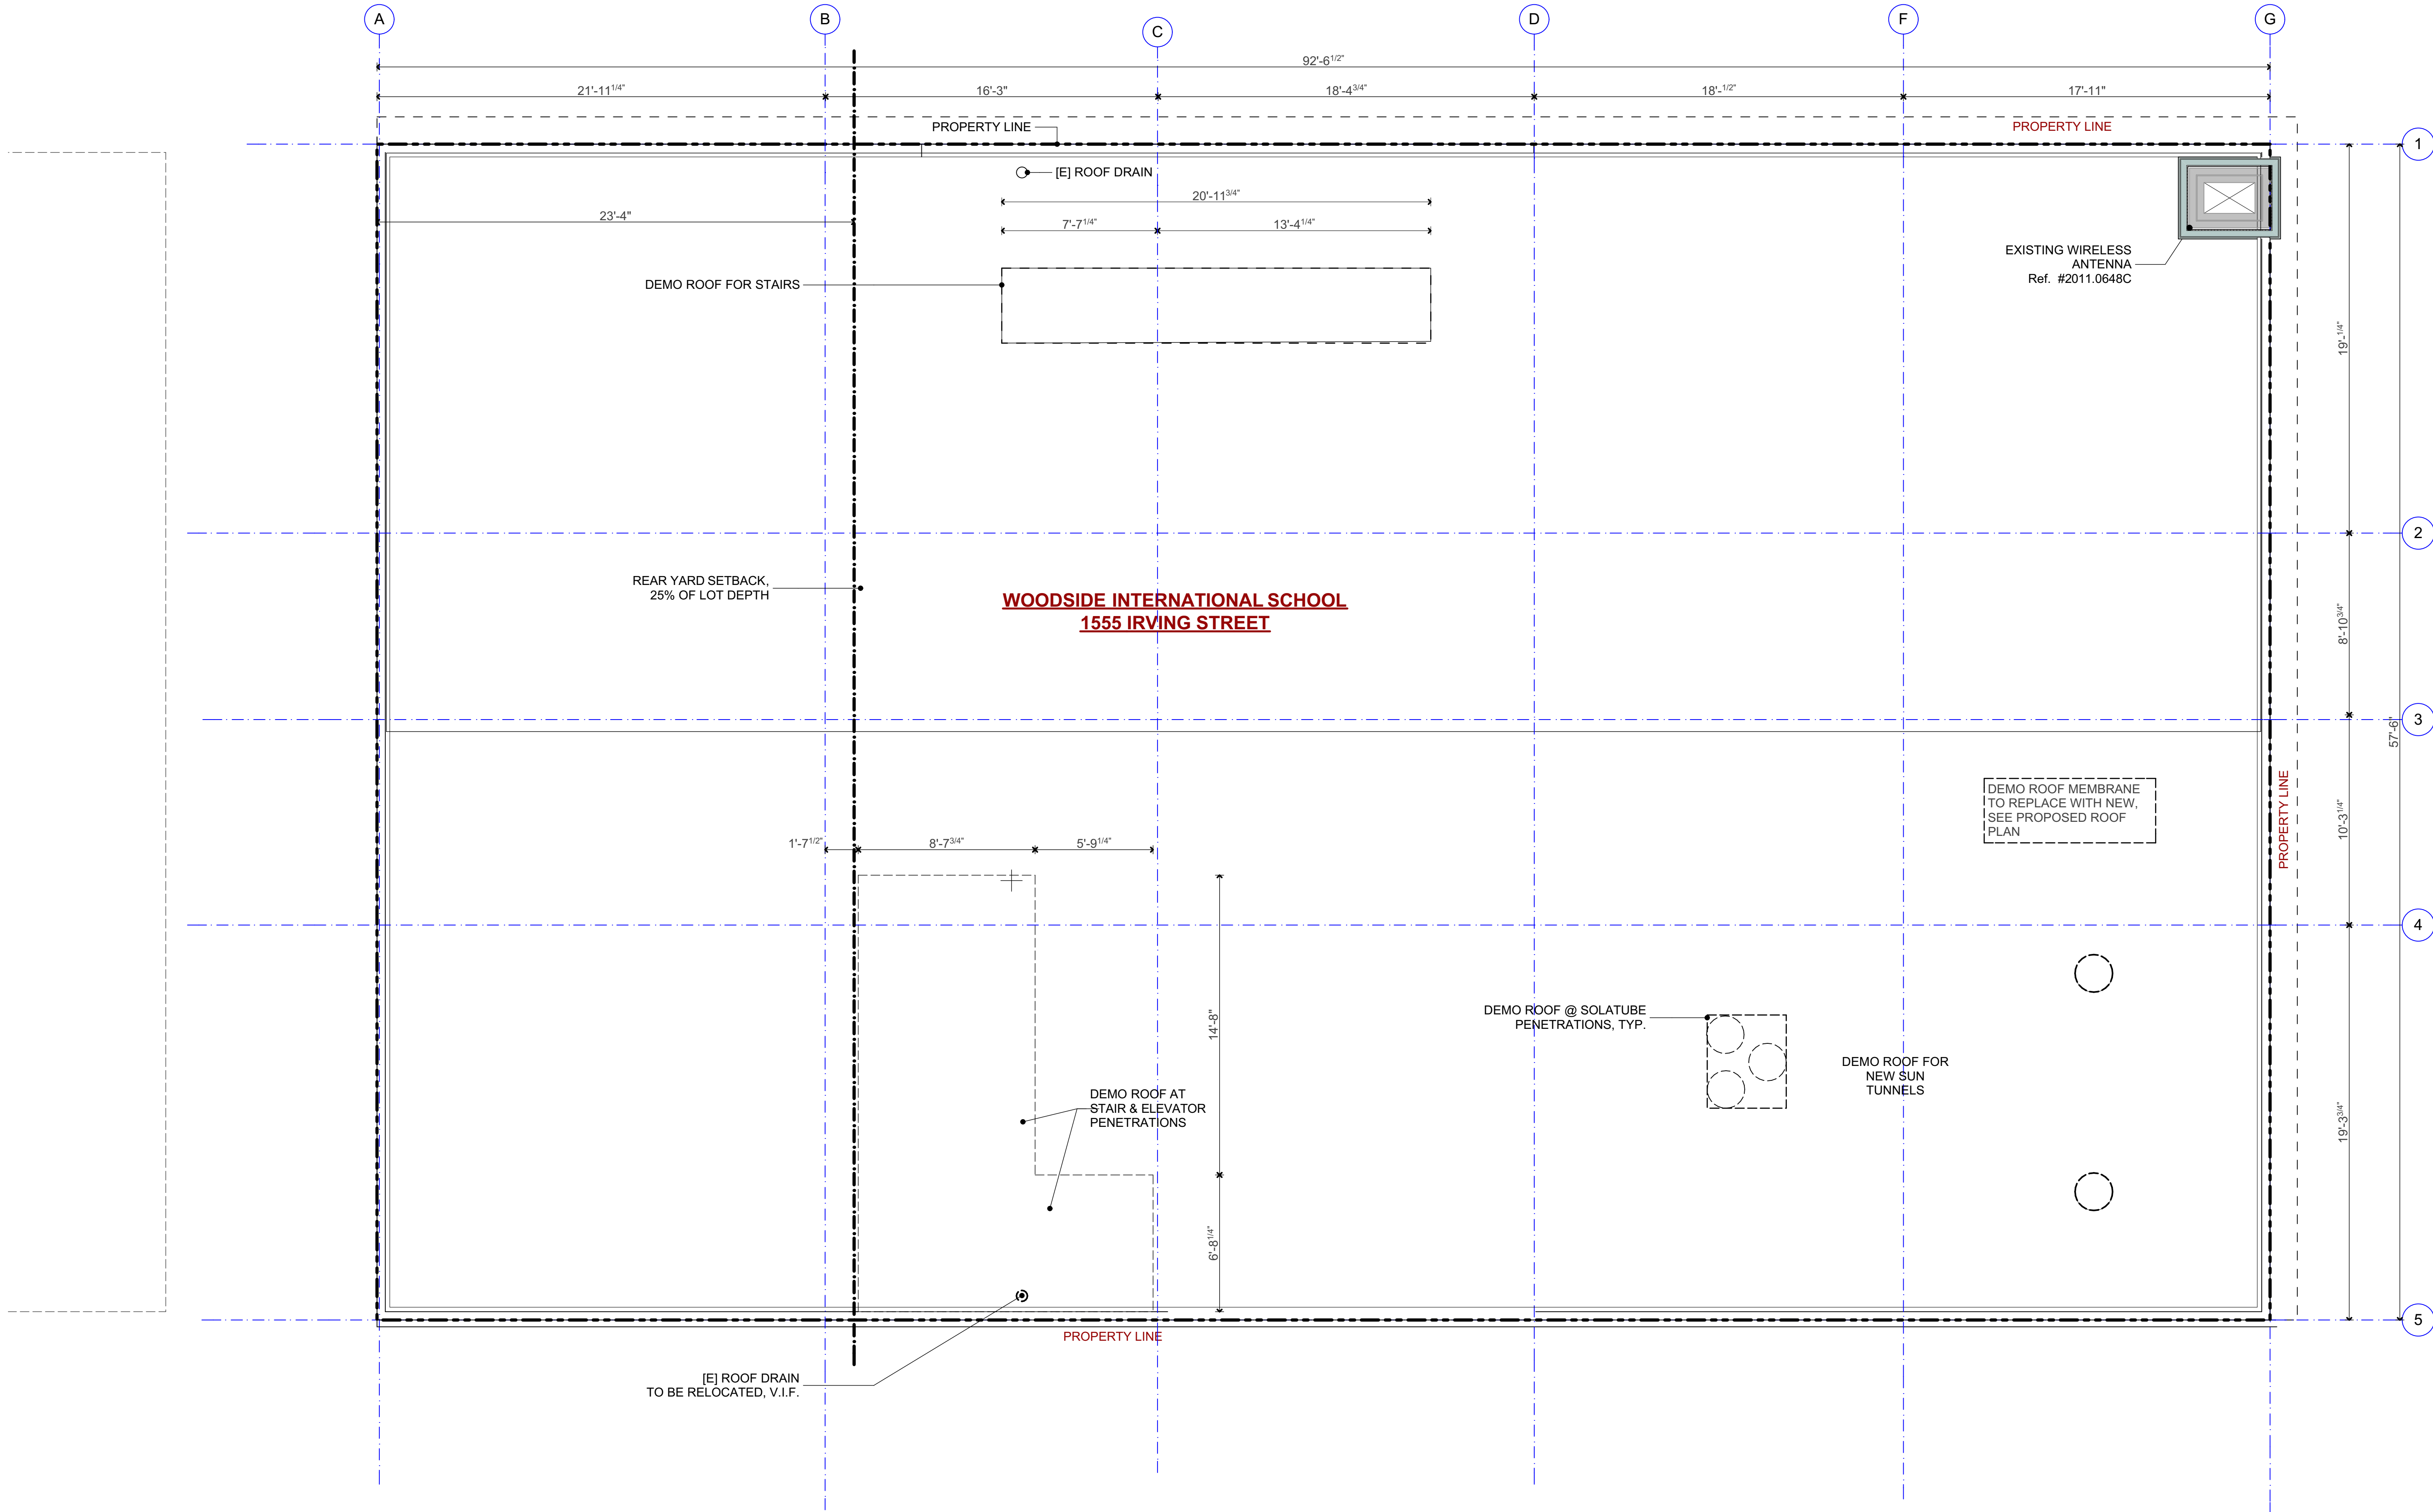 A
B
C
D
F
G
92'-6 1/2"
21'-11 1/4"
16'-3"
18'-4 3/4"
18'- 1/2"
17'-11"
PROPERTY LINE
PROPERTY LINE
1
[E] ROOF DRAIN
20'-11 3/4"
23'-4"
7'-7 1/4"
13'-4 1/4"
EXISTING WIRELESS
ANTENNA
Ref. #2011.0648C
DEMO ROOF FOR STAIRS
19'- 1/4"
2
REAR YARD SETBACK,
25% OF LOT DEPTH
WOODSIDE INTERNATIONAL SCHOOL
1555 IRVING STREET
8'-10 3/4"
3
57'-6"
DEMO ROOF MEMBRANE
TO REPLACE WITH NEW,
SEE PROPOSED ROOF
PLAN
PROPERTY LINE
10'-3 1/4"
1'-7 1/2"
8'-7 3/4"
5'-9 1/4"
4
14'-8"
DEMO ROOF @ SOLATUBE
PENETRATIONS, TYP.
DEMO ROOF FOR
NEW SUN
TUNNELS
DEMO ROOF AT
STAIR & ELEVATOR
PENETRATIONS
19'-3 3/4"
6'-8 1/4"
5
PROPERTY LINE
[E] ROOF DRAIN
TO BE RELOCATED, V.I.F.